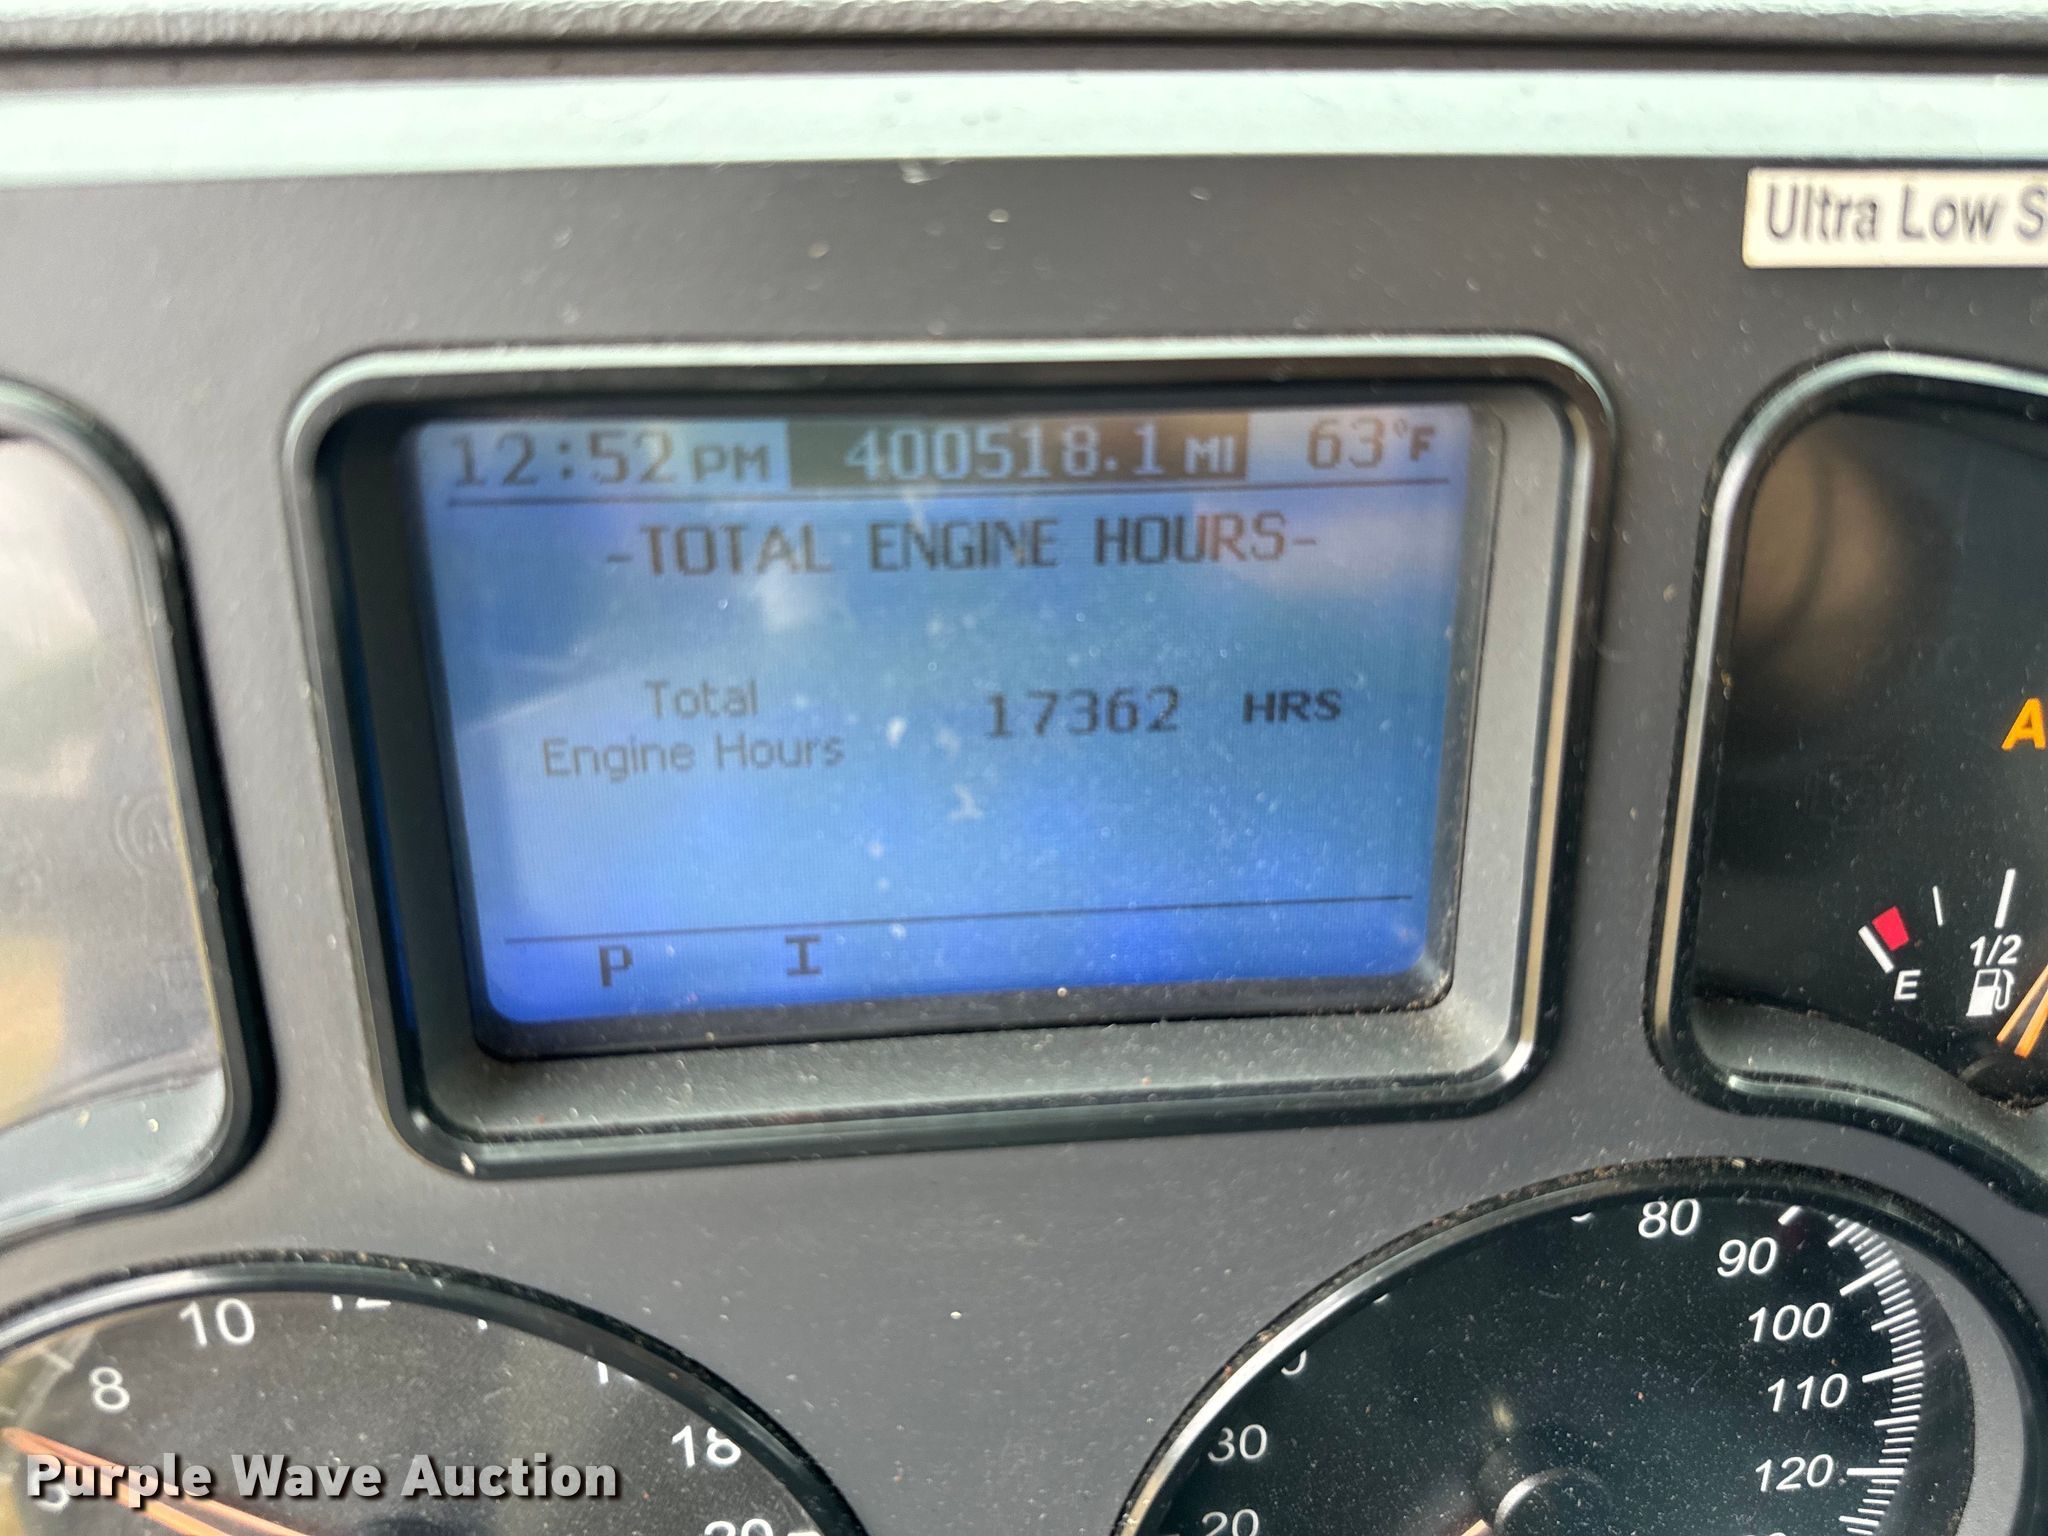 Ultra Low S
12:52 PM 400518.1 MI 63°F
-TOTAL ENGINE HOURS-
Total
Engine Hours
17362 HRS
P I
A
1/2
E
10
8
18
20
80
90
100
110
120
30
20
Purple Wave Auction